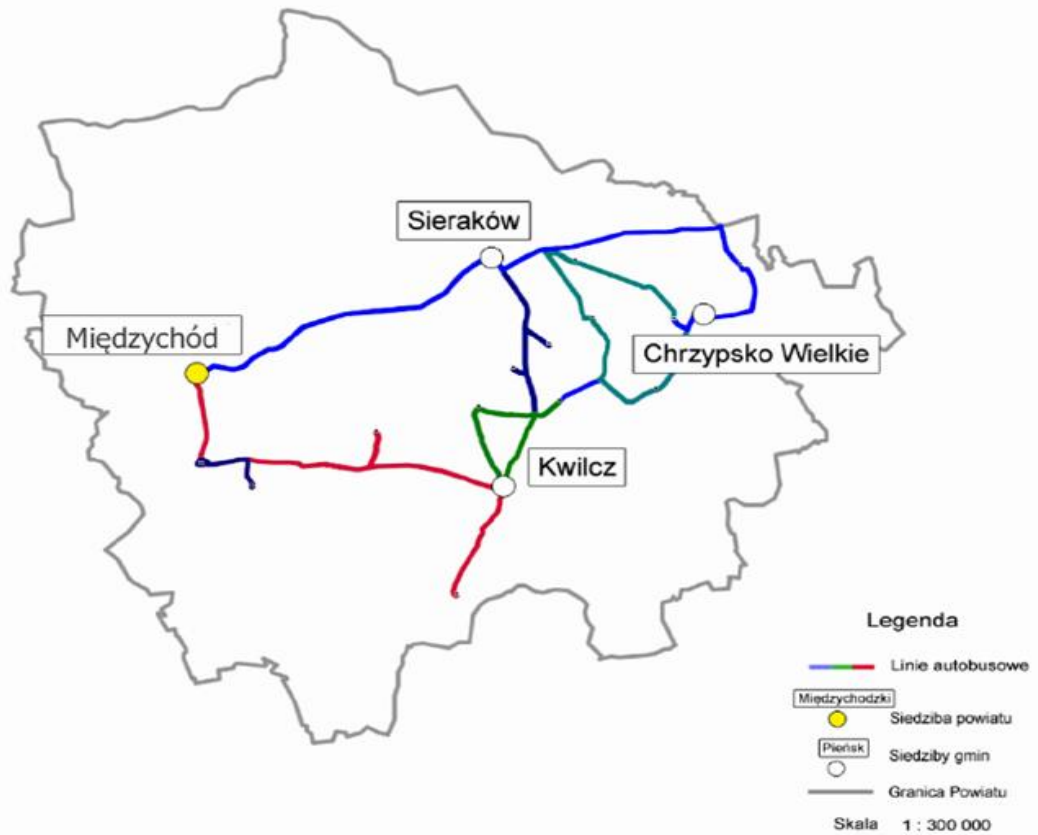 Sieraków
Międzychód
Chrzypsko Wielkie
Kwilcz
Legenda
Linie autobusowe
Międzychodzki
Siedziba powiatu
Pieńsk
Siedziby gmin
Granica Powiatu
Skala 1 : 300 000